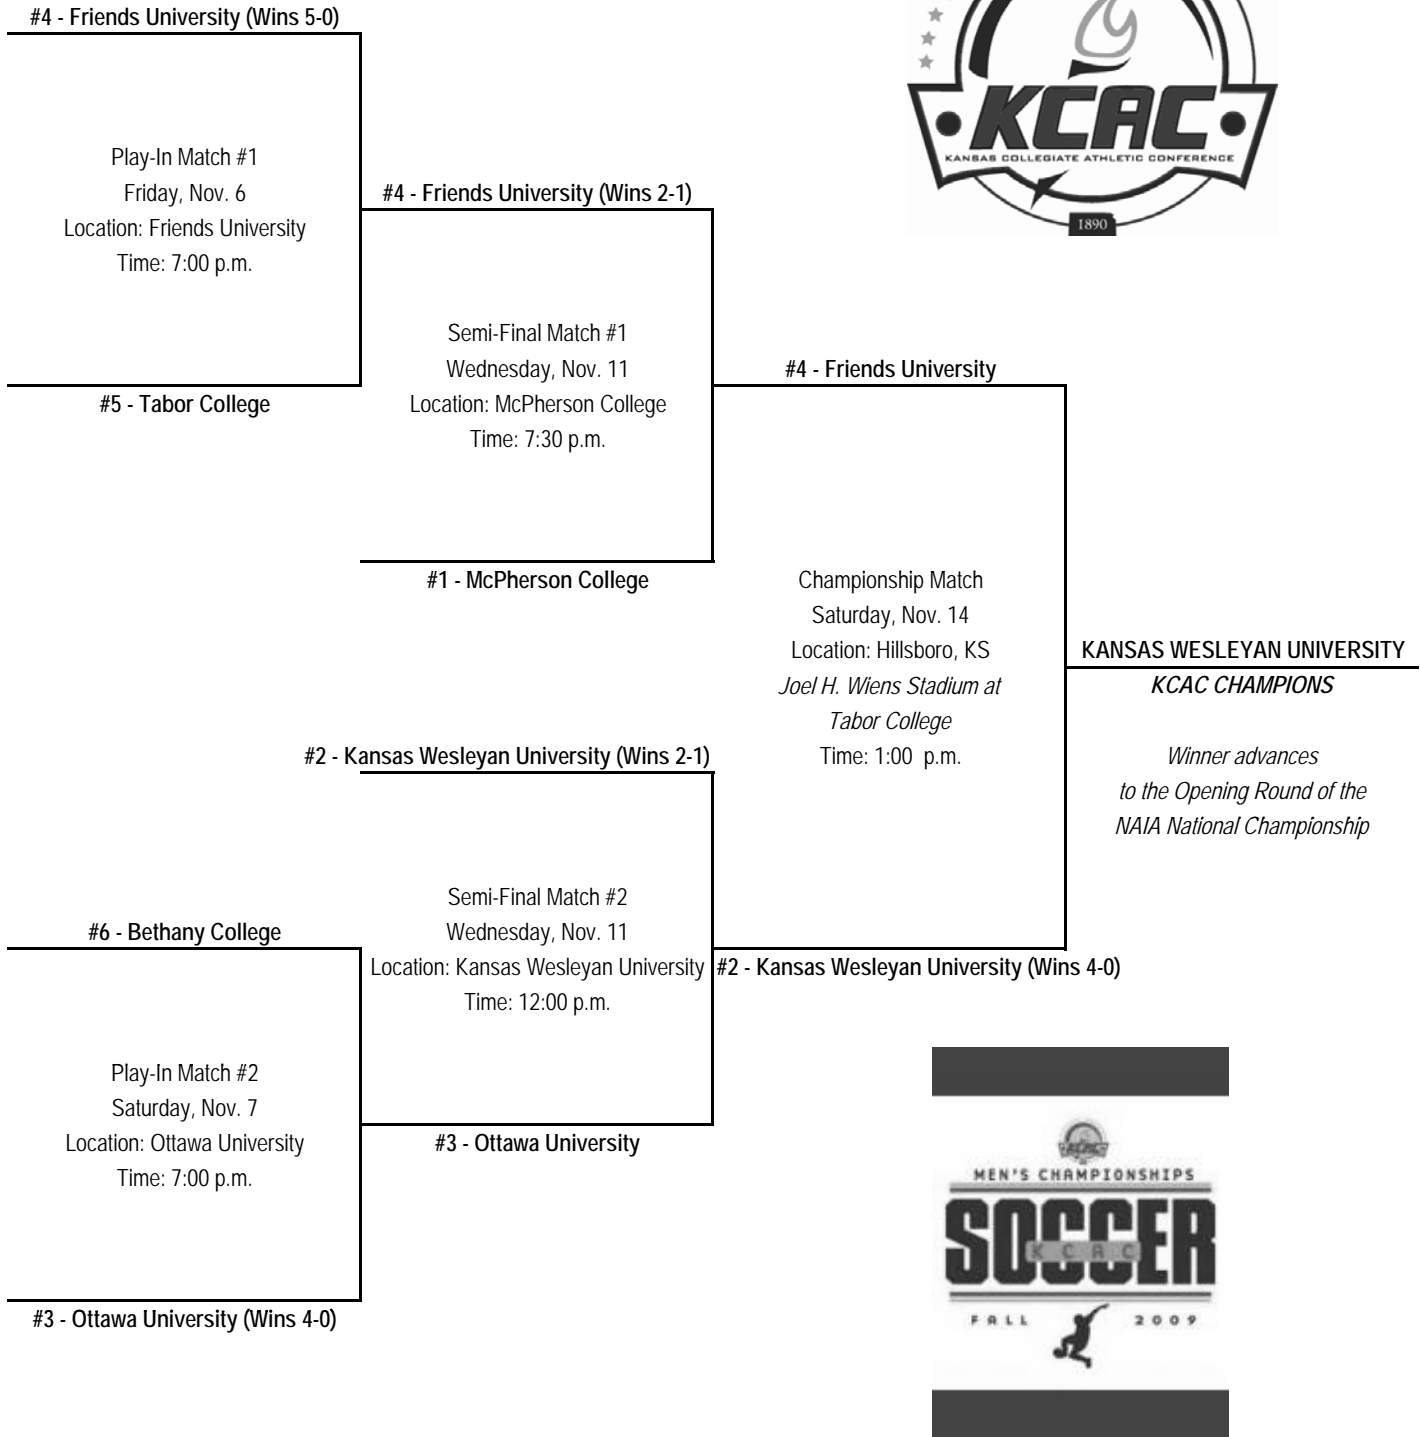 #4 - Friends University (Wins 5-0)
Play-In Match #1
Friday, Nov. 6
Location: Friends University
Time: 7:00 p.m.
#5 - Tabor College
#4 - Friends University (Wins 2-1)
Semi-Final Match #1
Wednesday, Nov. 11
Location: McPherson College
Time: 7:30 p.m.
#1 - McPherson College
KCAC
KANSAS COLLEGIATE ATHLETIC CONFERENCE
1890
#4 - Friends University
Championship Match
Saturday, Nov. 14
Location: Hillsboro, KS
Joel H. Wiens Stadium at
Tabor College
Time: 1:00 p.m.
KANSAS WESLEYAN UNIVERSITY
KCAC CHAMPIONS
Winner advances
to the Opening Round of the
NAIA National Championship
#2 - Kansas Wesleyan University (Wins 2-1)
Semi-Final Match #2
Wednesday, Nov. 11
Location: Kansas Wesleyan University
Time: 12:00 p.m.
#2 - Kansas Wesleyan University (Wins 4-0)
#6 - Bethany College
Play-In Match #2
Saturday, Nov. 7
Location: Ottawa University
Time: 7:00 p.m.
#3 - Ottawa University
#3 - Ottawa University (Wins 4-0)
KCAC
MEN'S CHAMPIONSHIPS
SOCCER
KCAC
FALL 2009